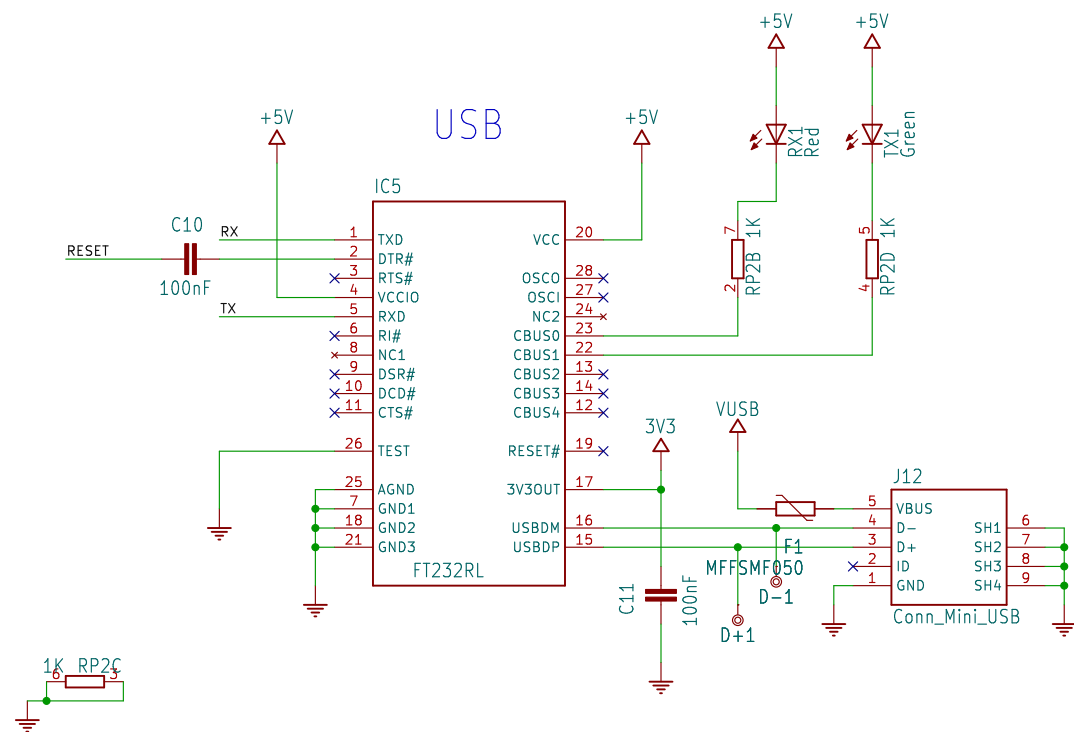 +5V +5V
+5V USB +5V
RX1 Red TX1 Green
IC5
C10 100nF
RESET
RX
TX
1 TXD
2 DTR#
3 RTS#
4 VCCIO
5 RXD
6 RI#
8 NC1
9 DSR#
10 DCD#
11 CTS#
26 TEST
25 AGND
7 GND1
18 GND2
21 GND3
VCC 20
OSCO 28
OSCI 27
NC2 24
CBUS0 23
CBUS1 22
CBUS2 13
CBUS3 14
CBUS4 12
RESET# 19
3V3OUT 17
USBDM 16
USBDP 15
FT232RL
7 1K
2 RP2B
5 1K
4 RP2D
3V3
VUSB
C11 100nF
F1
MFFSMF050
D-1
D+1
J12
5 VBUS
4 D-
3 D+
2 ID
1 GND
SH1 6
SH2 7
SH3 8
SH4 9
Conn_Mini_USB
1K RP2C
6 3